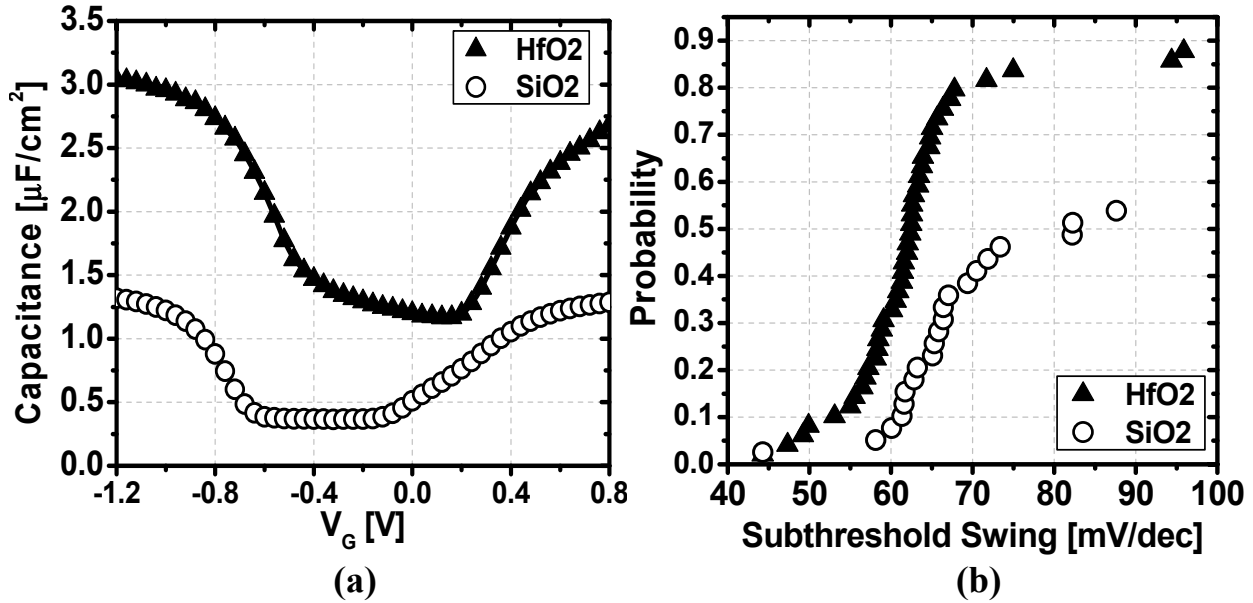 3.5
3.0
2.5
2.0
1.5
1.0
0.5
0.0
Capacitance [μF/cm²]
HfO2
SiO2
-1.2 -0.8 -0.4 0.0 0.4 0.8
V_G [V]
(a)
0.9
0.8
0.7
0.6
0.5
0.4
0.3
0.2
0.1
0.0
Probability
HfO2
SiO2
40 50 60 70 80 90 100
Subthreshold Swing [mV/dec]
(b)